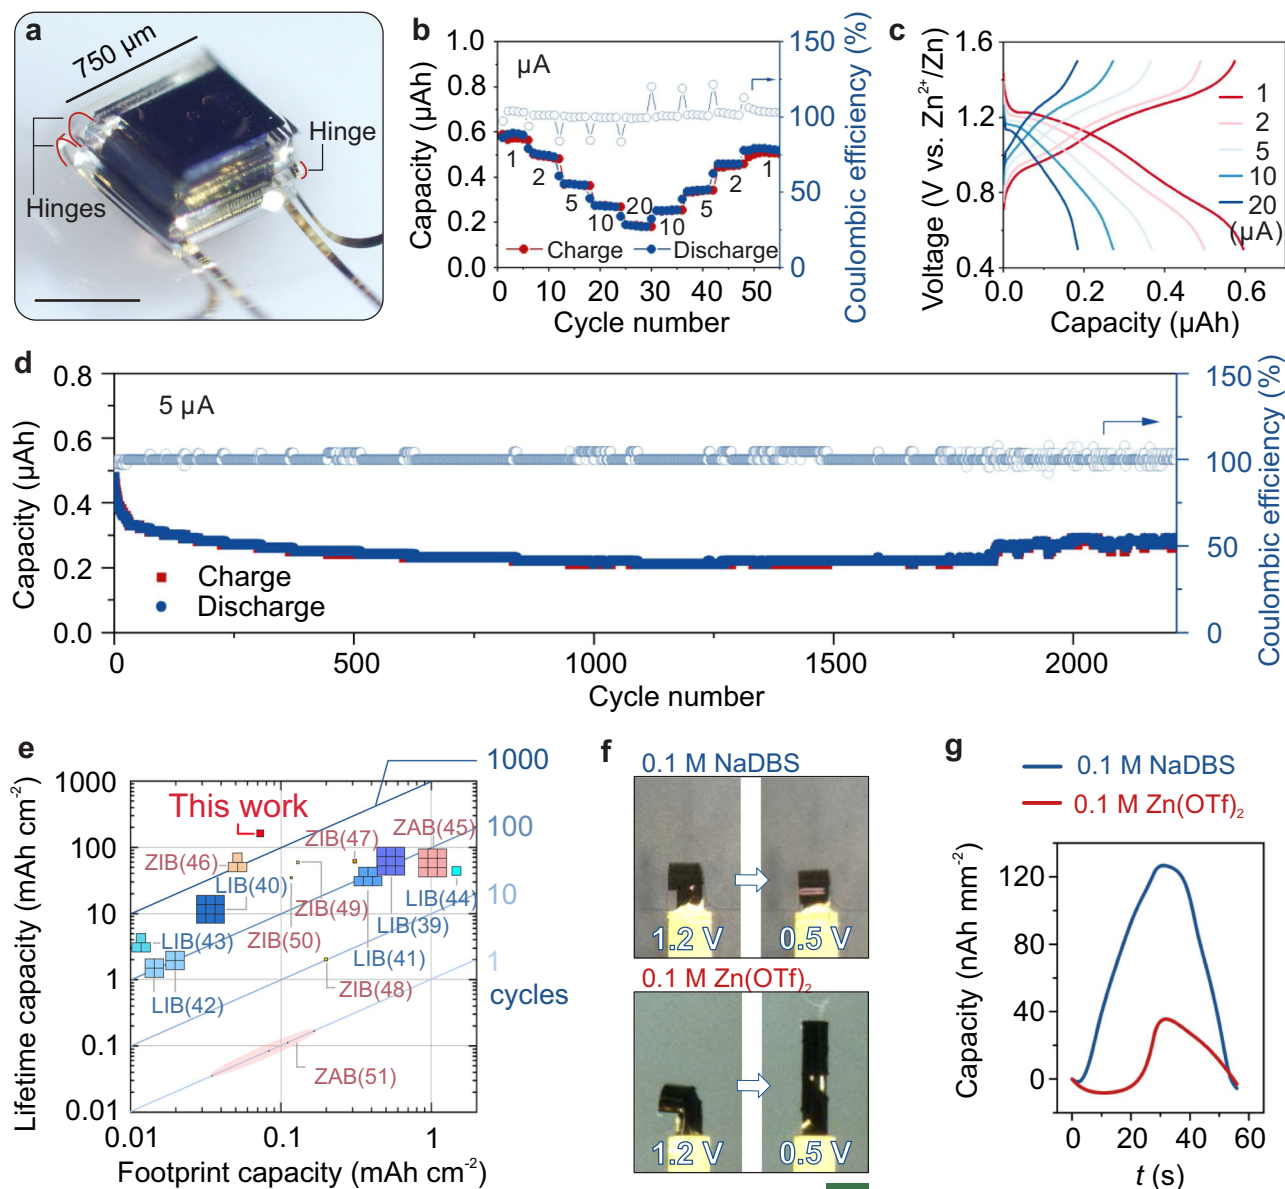 a
750 µm
Hinge
Hinges
b
1.0
0.8
0.6
0.4
0.2
0.0
Capacity (µAh)
µA
1
2
5
10
20
10
5
2
1
Charge
Discharge
0
10
20
30
40
50
Cycle number
150
100
50
0
Coulombic efficiency (%)
c
1.6
1.2
0.8
0.4
Voltage (V vs. Zn²⁺/Zn)
1
2
5
10
20
(µA)
0.0
0.2
0.4
0.6
Capacity (µAh)
d
0.8
0.6
0.4
0.2
0.0
Capacity (µAh)
5 µA
Charge
Discharge
0
500
1000
1500
2000
Cycle number
150
100
50
0
Coulombic efficiency (%)
e
1000
100
10
1
0.1
0.01
Lifetime capacity (mAh cm⁻²)
1000
100
10
1
cycles
This work
ZIB(47)
ZAB(45)
ZIB(46)
LIB(40)
LIB(44)
ZIB(49)
LIB(39)
LIB(43)
ZIB(50)
LIB(41)
LIB(42)
ZIB(48)
ZAB(51)
0.01
0.1
1
Footprint capacity (mAh cm⁻²)
f
0.1 M NaDBS
1.2 V
0.5 V
0.1 M Zn(OTf)₂
1.2 V
0.5 V
g
0.1 M NaDBS
0.1 M Zn(OTf)₂
120
80
40
0
Capacity (nAh mm⁻²)
0
20
40
60
t (s)